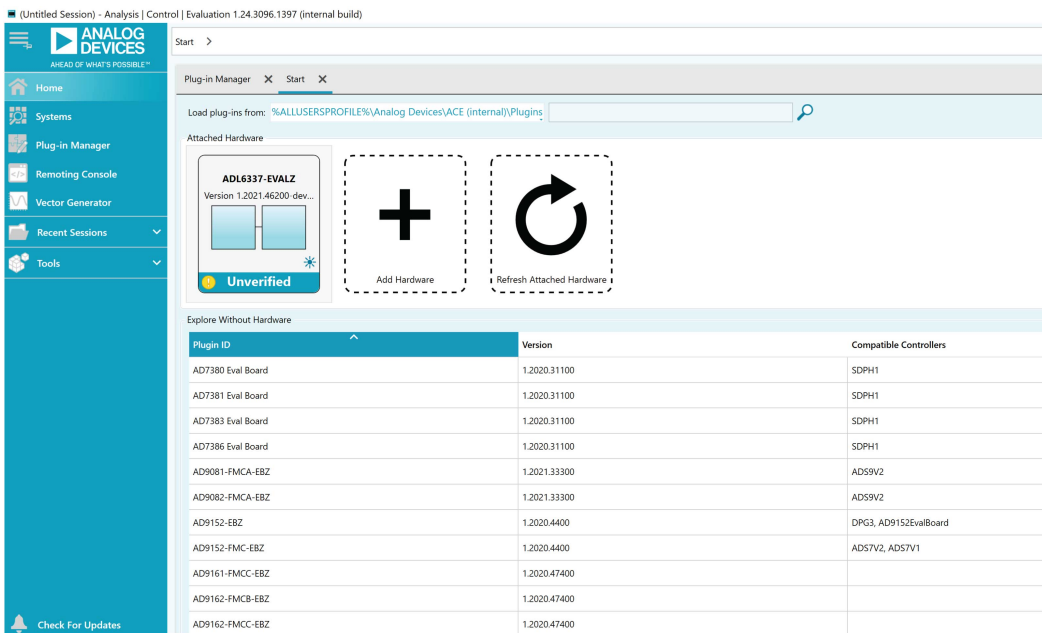 (Untitled Session) - Analysis | Control | Evaluation 1.24.3096.1397 (internal build)
ANALOG
DEVICES
AHEAD OF WHAT'S POSSIBLE™
Home
Systems
Plug-in Manager
Remoting Console
Vector Generator
Recent Sessions
Tools
Check For Updates
Start >
Plug-in Manager X Start X
Load plug-ins from: %ALLUSERSPROFILE%\Analog Devices\ACE (internal)\Plugins
Attached Hardware
ADL6337-EVALZ
Version 1.2021.46200-dev...
Unverified
Add Hardware
Refresh Attached Hardware
Explore Without Hardware
Plugin ID Version Compatible Controllers
AD7380 Eval Board 1.2020.31100 SDPH1
AD7381 Eval Board 1.2020.31100 SDPH1
AD7383 Eval Board 1.2020.31100 SDPH1
AD7386 Eval Board 1.2020.31100 SDPH1
AD9081-FMCA-EBZ 1.2021.33300 ADS9V2
AD9082-FMCA-EBZ 1.2021.33300 ADS9V2
AD9152-EBZ 1.2020.4400 DPG3, AD9152EvalBoard
AD9152-FMC-EBZ 1.2020.4400 ADS7V2, ADS7V1
AD9161-FMCC-EBZ 1.2020.47400
AD9162-FMCB-EBZ 1.2020.47400
AD9162-FMCC-EBZ 1.2020.47400